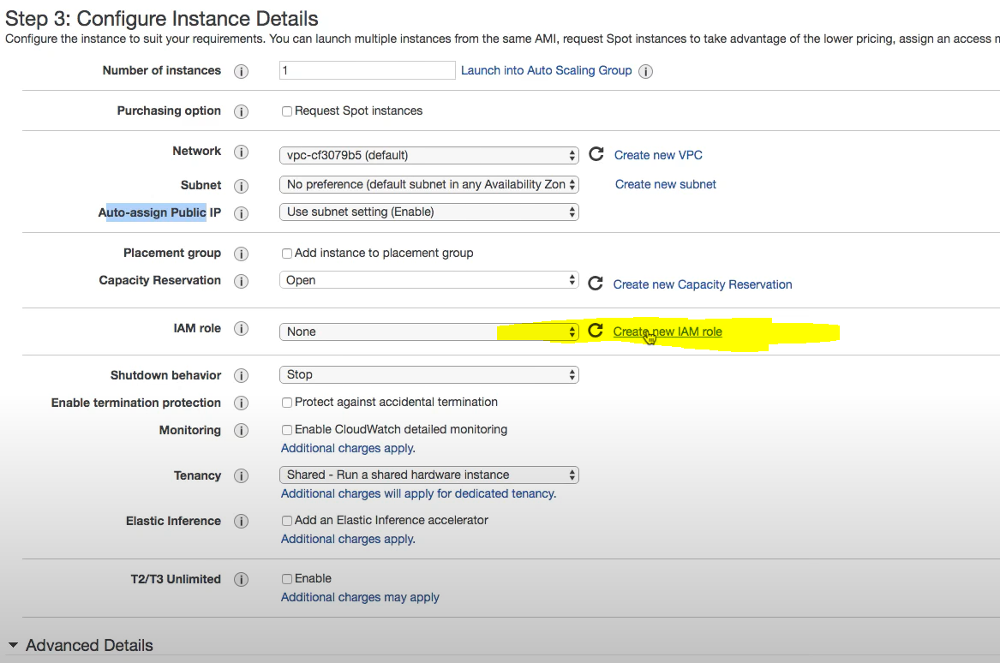 Step 3: Configure Instance Details
Configure the instance to suit your requirements. You can launch multiple instances from the same AMI, request Spot instances to take advantage of the lower pricing, assign an access
Number of instances i 1 Launch into Auto Scaling Group i
Purchasing option i Request Spot instances
Network i vpc-cf3079b5 (default) Create new VPC
Subnet i No preference (default subnet in any Availability Zon Create new subnet
Auto-assign Public IP i Use subnet setting (Enable)
Placement group i Add instance to placement group
Capacity Reservation i Open Create new Capacity Reservation
IAM role i None Create new IAM role
Shutdown behavior i Stop
Enable termination protection i Protect against accidental termination
Monitoring i Enable CloudWatch detailed monitoring
Additional charges apply.
Tenancy i Shared - Run a shared hardware instance
Additional charges will apply for dedicated tenancy.
Elastic Inference i Add an Elastic Inference accelerator
Additional charges apply.
T2/T3 Unlimited i Enable
Additional charges may apply
Advanced Details